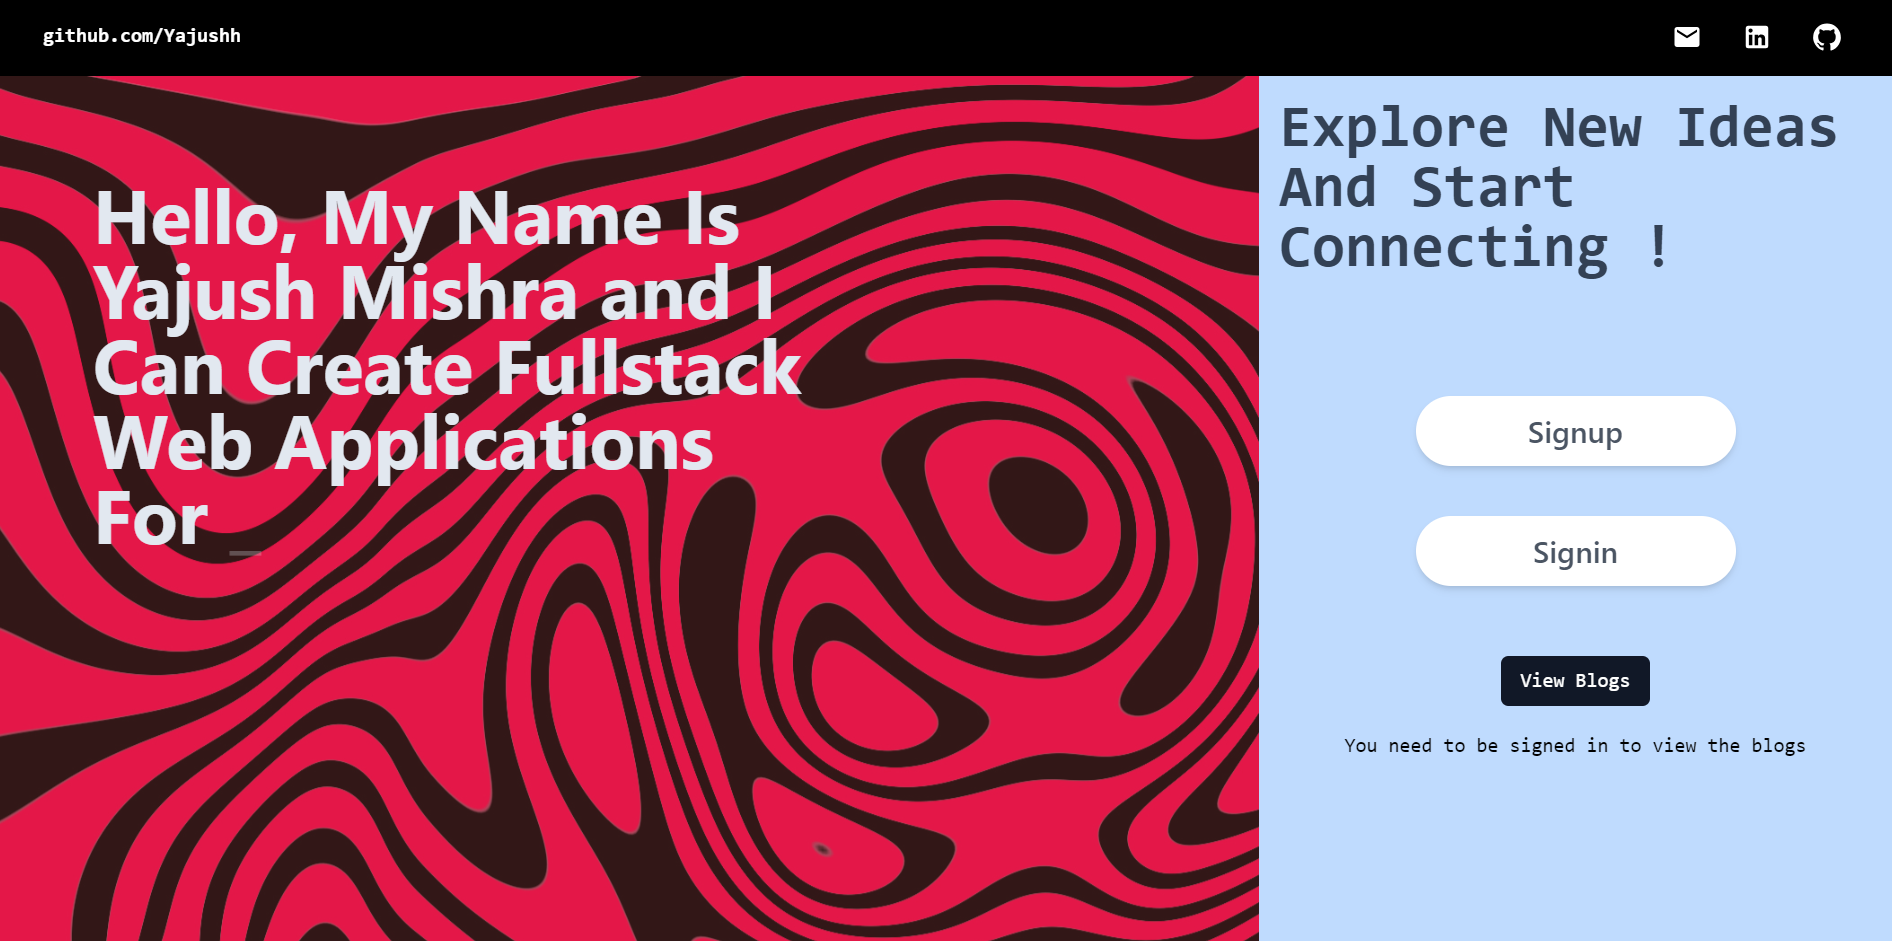 github.com/Yajushh
Hello, My Name Is
Yajush Mishra and I
Can Create Fullstack
Web Applications
For _
Explore New Ideas
And Start
Connecting !
Signup
Signin
View Blogs
You need to be signed in to view the blogs